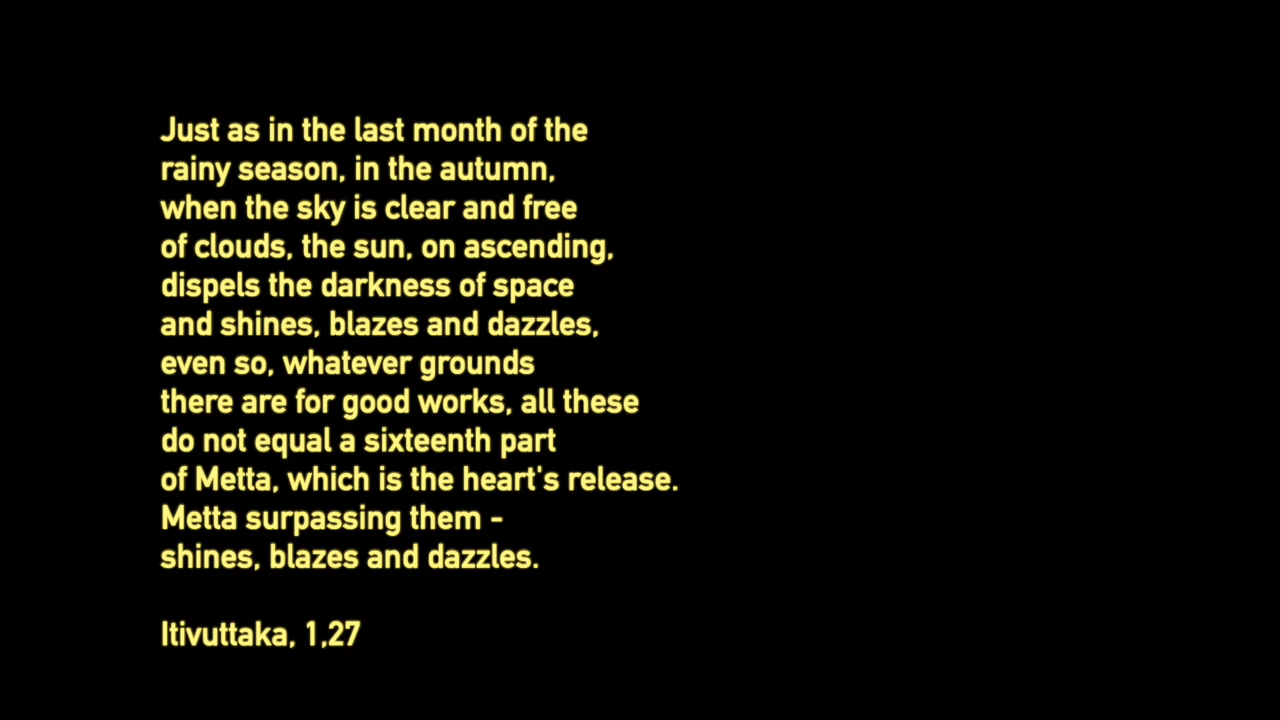 Just as in the last month of the
rainy season, in the autumn,
when the sky is clear and free
of clouds, the sun, on ascending,
dispels the darkness of space
and shines, blazes and dazzles,
even so, whatever grounds
there are for good works, all these
do not equal a sixteenth part
of Metta, which is the heart's release.
Metta surpassing them -
shines, blazes and dazzles.
Itivuttaka, 1,27